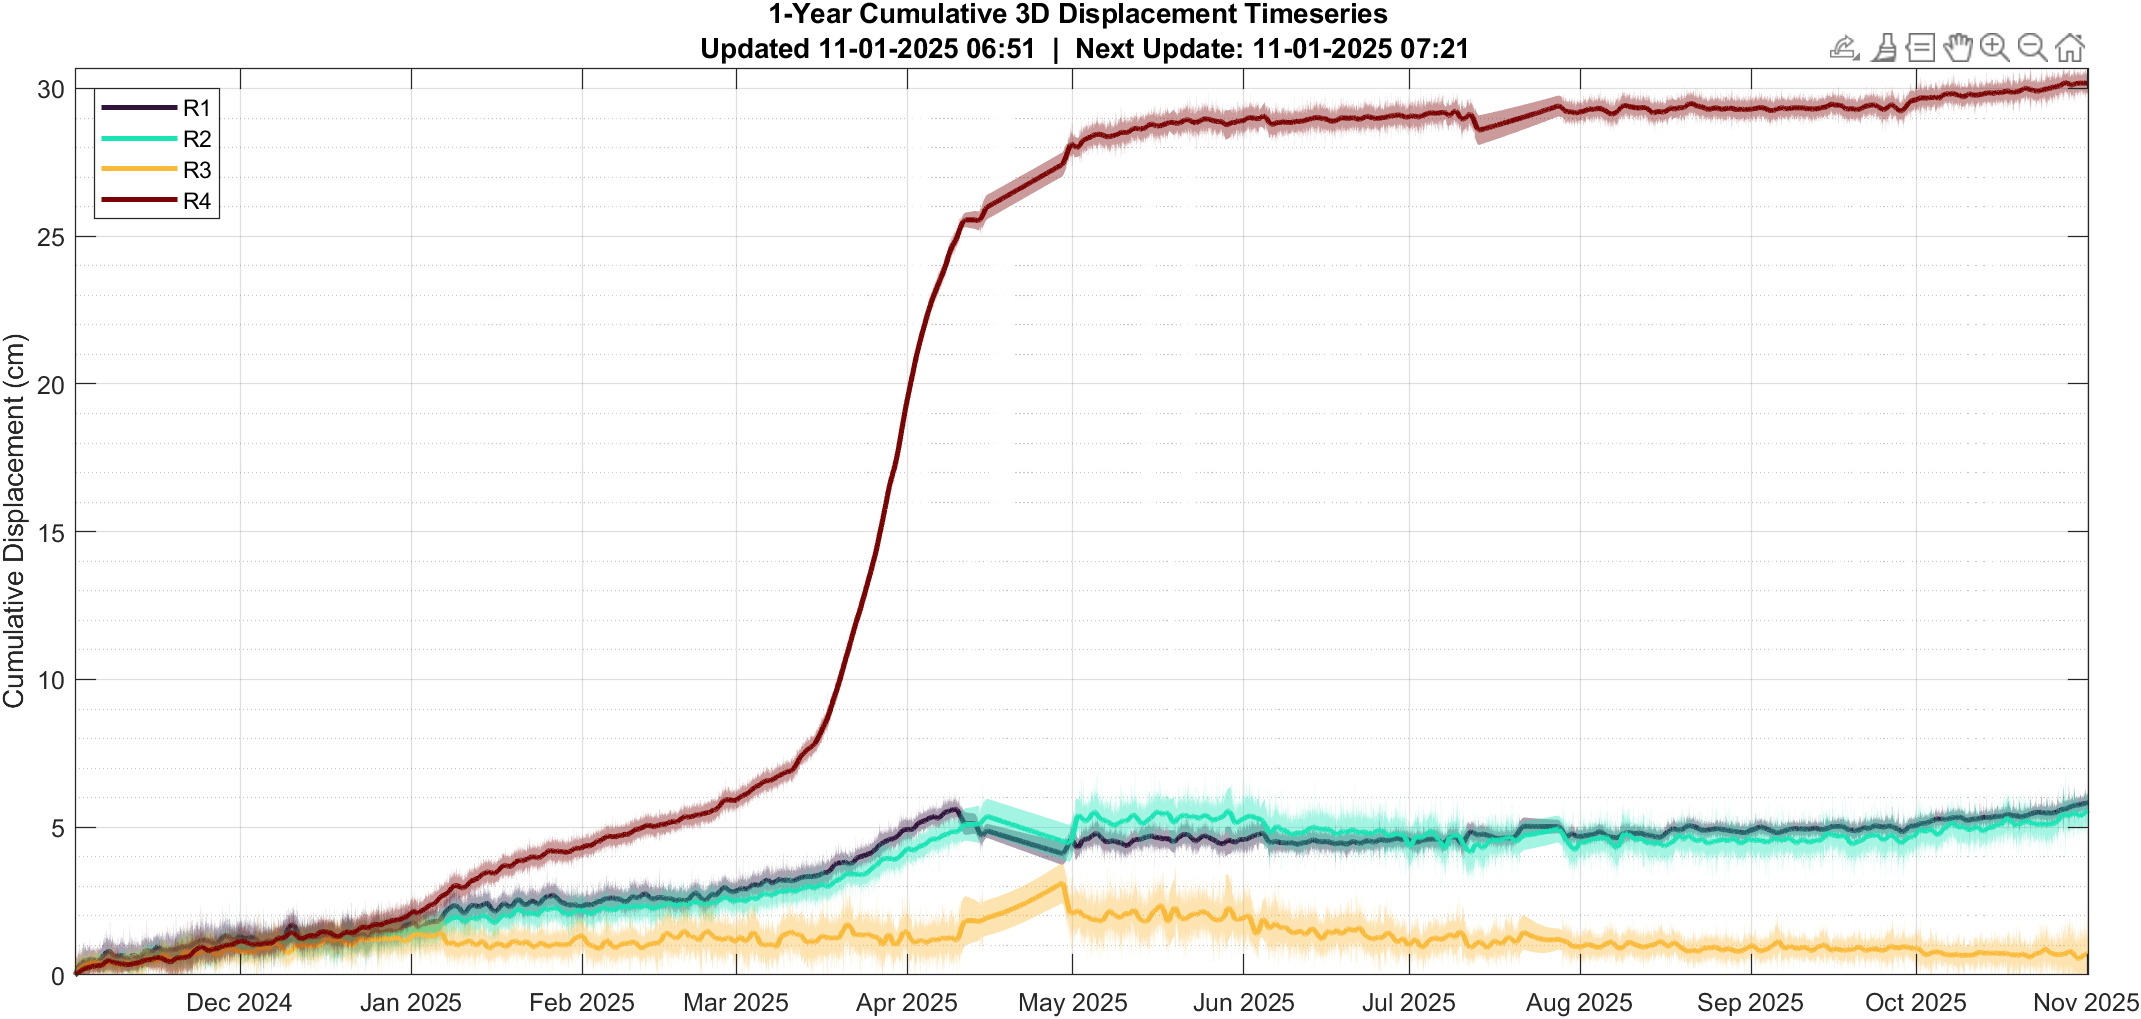 1-Year Cumulative 3D Displacement Timeseries
Updated 11-01-2025 06:51 | Next Update: 11-01-2025 07:21
R1
R2
R3
R4
Cumulative Displacement (cm)
30
25
20
15
10
5
0
Dec 2024 Jan 2025 Feb 2025 Mar 2025 Apr 2025 May 2025 Jun 2025 Jul 2025 Aug 2025 Sep 2025 Oct 2025 Nov 2025